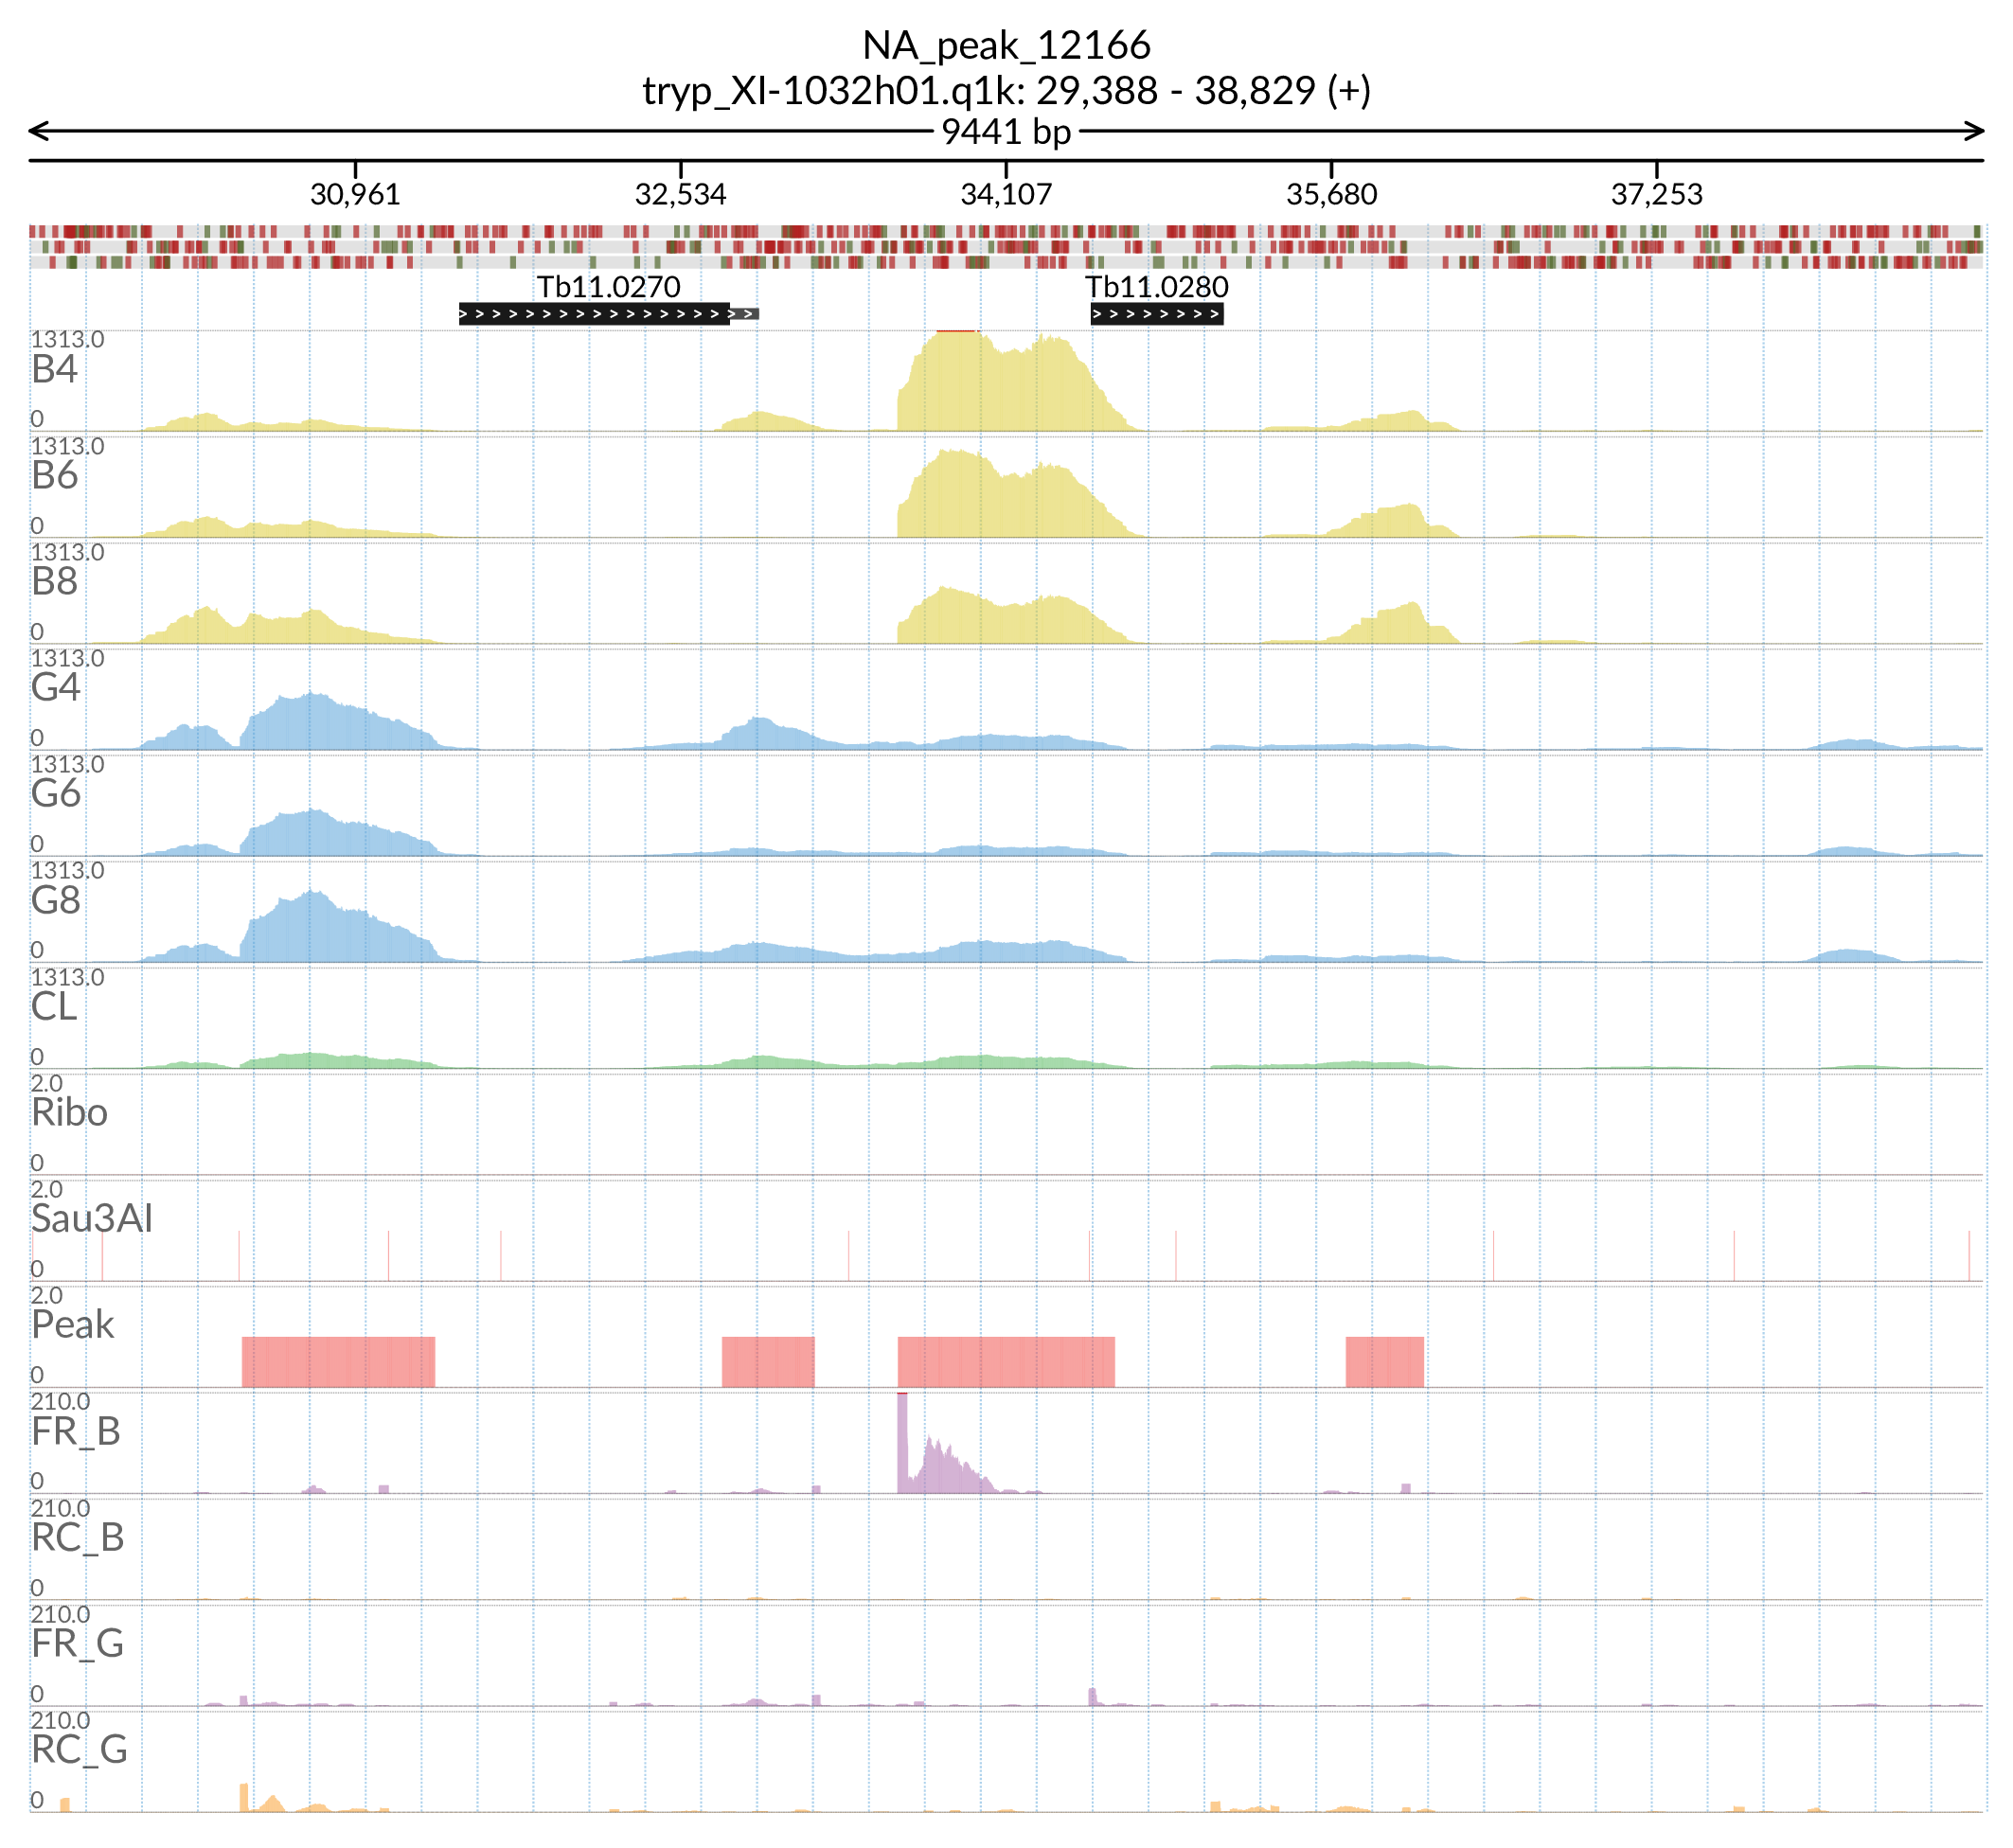 NA_peak_12166
tryp_XI-1032h01.q1k: 29,388 - 38,829 (+)
9441 bp
30,961 32,534 34,107 35,680 37,253
Tb11.0270 Tb11.0280
1313.0
B4
0
1313.0
B6
0
1313.0
B8
0
1313.0
G4
0
1313.0
G6
0
1313.0
G8
0
1313.0
CL
0
2.0
Ribo
0
2.0
Sau3AI
0
2.0
Peak
0
210.0
FR_B
0
210.0
RC_B
0
210.0
FR_G
0
210.0
RC_G
0